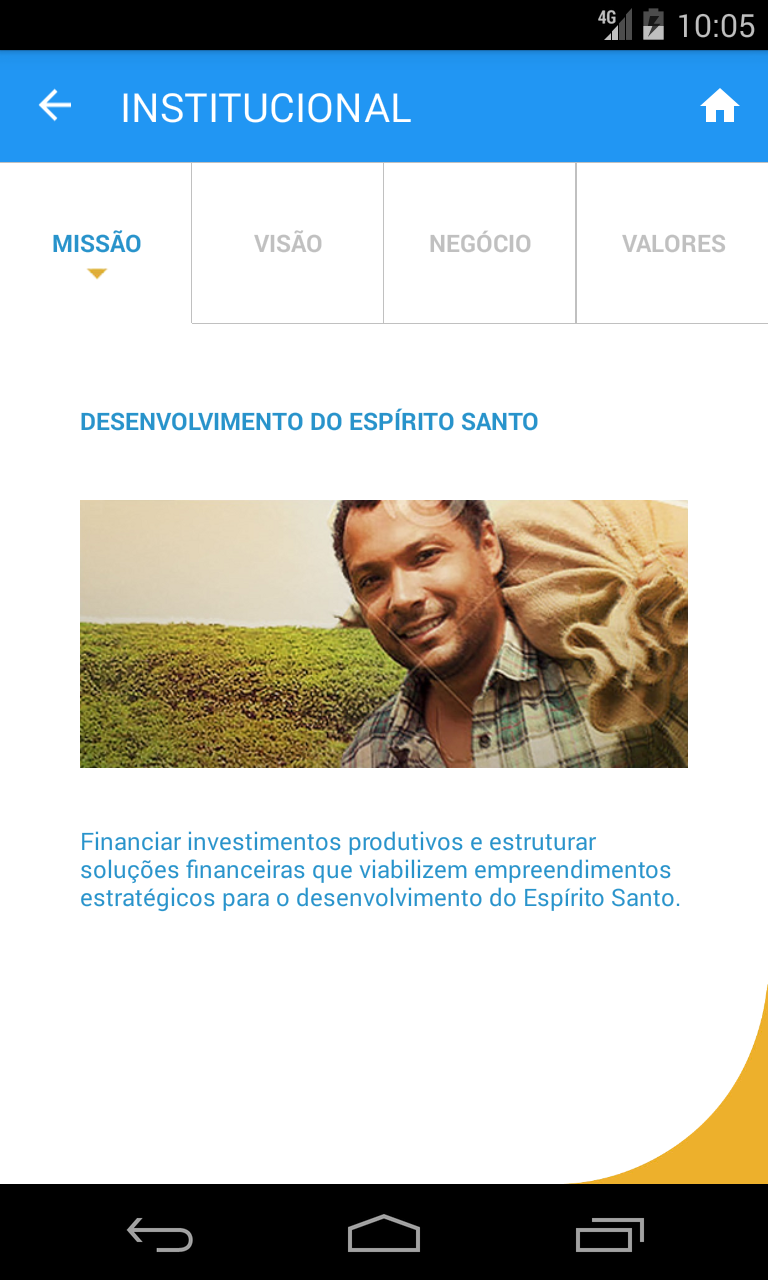 4G 10:05
INSTITUCIONAL
MISSÃO
VISÃO
NEGÓCIO
VALORES
DESENVOLVIMENTO DO ESPÍRITO SANTO
Financiar investimentos produtivos e estruturar
soluções financeiras que viabilizem empreendimentos
estratégicos para o desenvolvimento do Espírito Santo.